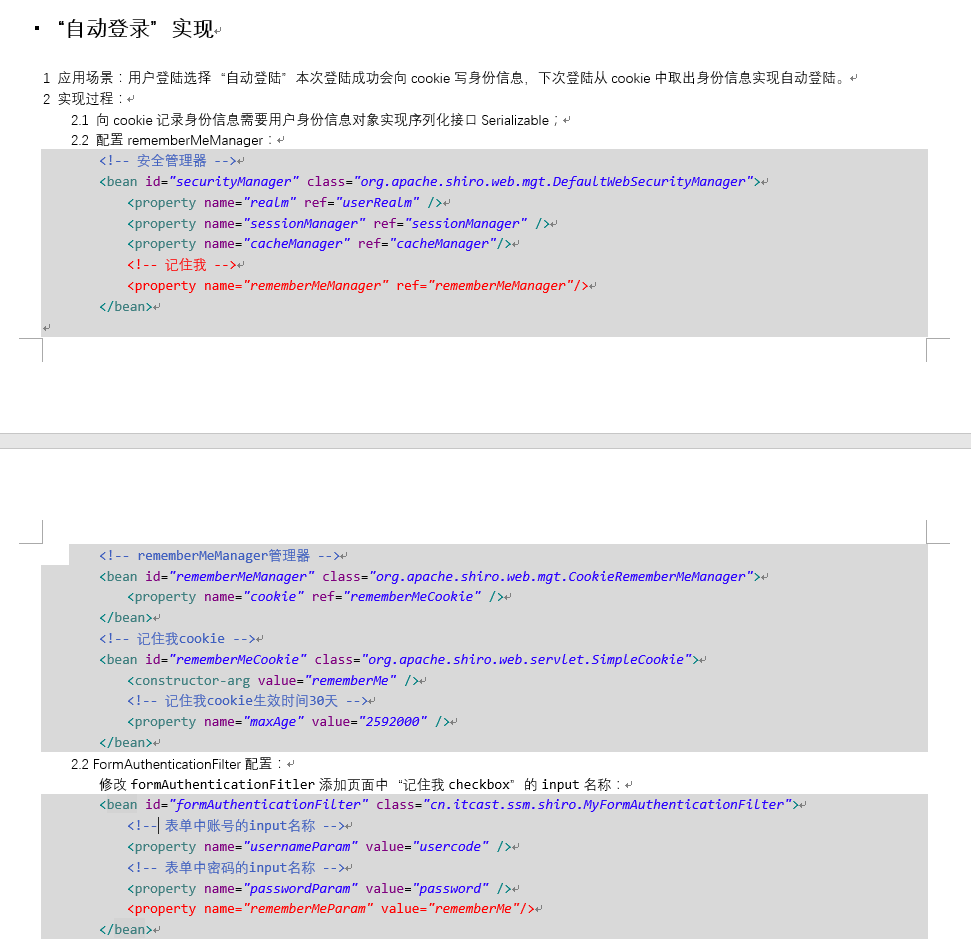 ▪ “自动登录” 实现
1 应用场景：用户登陆选择 “自动登陆” 本次登陆成功会向 cookie 写身份信息，下次登陆从 cookie 中取出身份信息实现自动登陆。
2 实现过程：
2.1 向 cookie 记录身份信息需要用户身份信息对象实现序列化接口 Serializable；
2.2 配置 rememberMeManager：
<!-- 安全管理器 -->
<bean id="securityManager" class="org.apache.shiro.web.mgt.DefaultWebSecurityManager">
<property name="realm" ref="userRealm" />
<property name="sessionManager" ref="sessionManager" />
<property name="cacheManager" ref="cacheManager"/>
<!-- 记住我 -->
<property name="rememberMeManager" ref="rememberMeManager"/>
</bean>
<!-- rememberMeManager管理器 -->
<bean id="rememberMeManager" class="org.apache.shiro.web.mgt.CookieRememberMeManager">
<property name="cookie" ref="rememberMeCookie" />
</bean>
<!-- 记住我cookie -->
<bean id="rememberMeCookie" class="org.apache.shiro.web.servlet.SimpleCookie">
<constructor-arg value="rememberMe" />
<!-- 记住我cookie生效时间30天 -->
<property name="maxAge" value="2592000" />
</bean>
2.2 FormAuthenticationFilter 配置：
修改 formAuthenticationFitler 添加页面中 “记住我 checkbox” 的 input 名称：
<bean id="formAuthenticationFilter" class="cn.itcast.ssm.shiro.MyFormAuthenticationFilter">
<!-- 表单中账号的input名称 -->
<property name="usernameParam" value="usercode" />
<!-- 表单中密码的input名称 -->
<property name="passwordParam" value="password" />
<property name="rememberMeParam" value="rememberMe"/>
</bean>